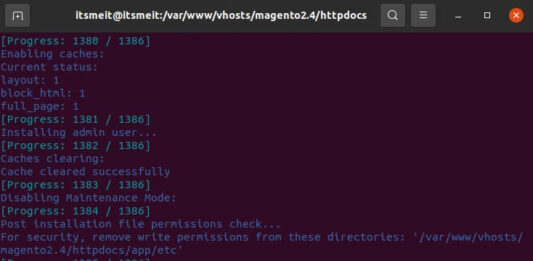 itsmeit@itsmeit:/var/www/vhosts/magento2.4/httpdocs
[Progress: 1380 / 1386]
Enabling caches:
Current status:
layout: 1
block_html: 1
full_page: 1
[Progress: 1381 / 1386]
Installing admin user...
[Progress: 1382 / 1386]
Caches clearing:
Cache cleared successfully
[Progress: 1383 / 1386]
Disabling Maintenance Mode:
[Progress: 1384 / 1386]
Post installation file permissions check...
For security, remove write permissions from these directories: '/var/www/vhosts/
magento2.4/httpdocs/app/etc'
[Progress: 1385 / 1386]